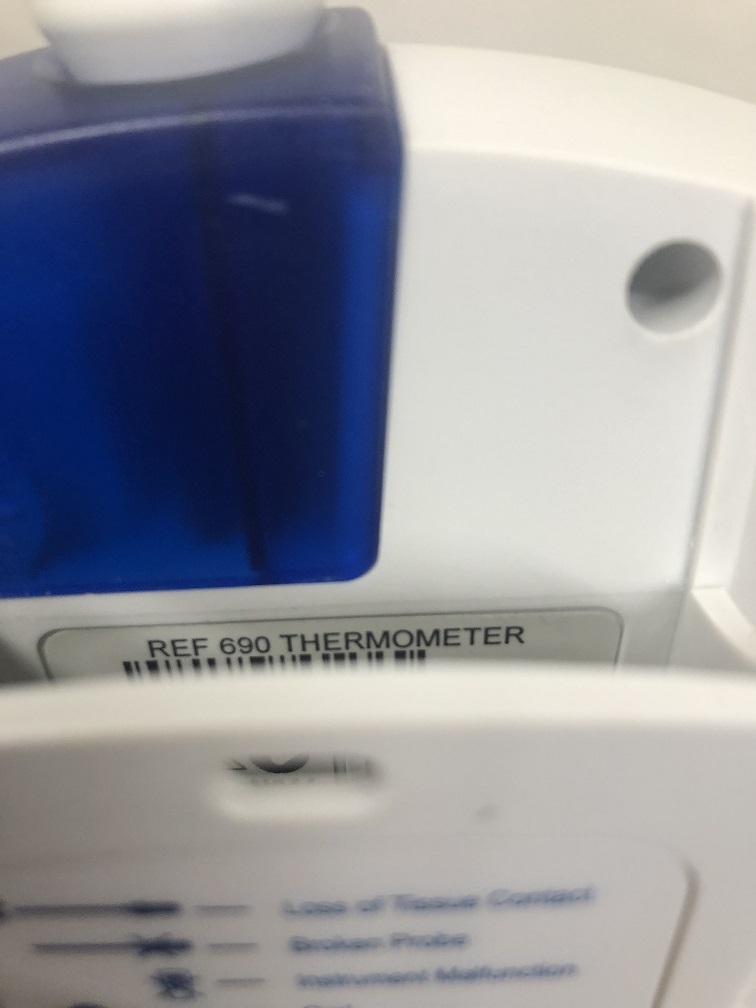 REF 690 THERMOMETER
Loss of Tissue Contact
Broken Probe
Instrument Malfunction